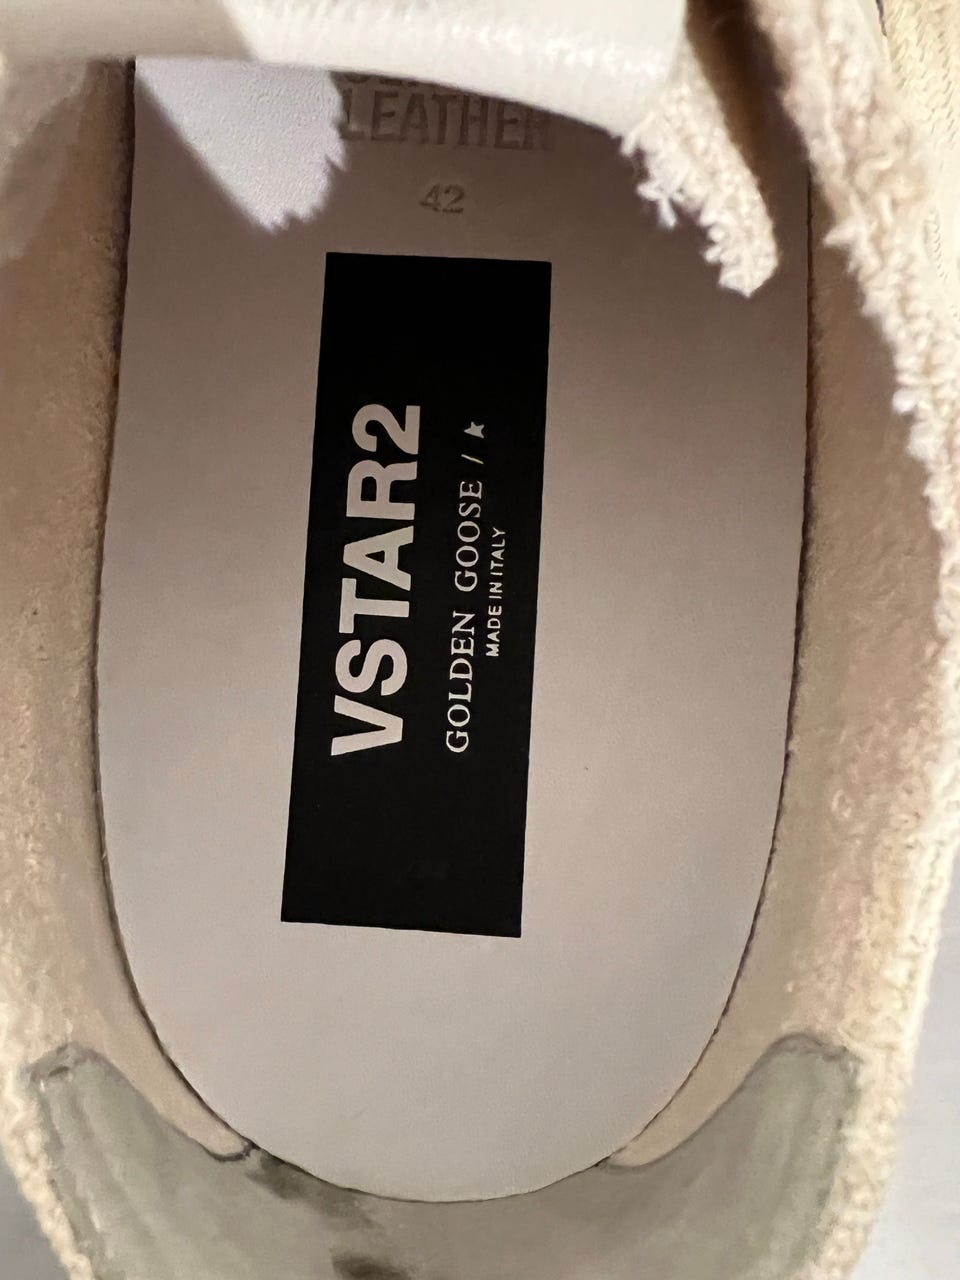 LEATHER
42
VSTAR2
GOLDEN GOOSE /
MADE IN ITALY